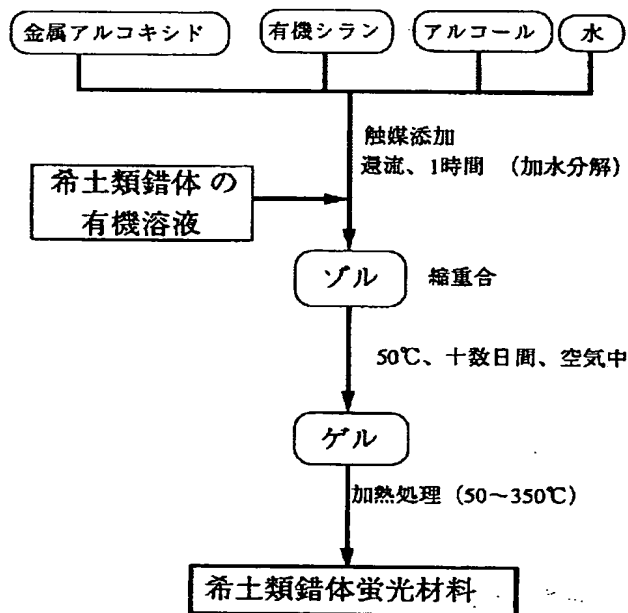 金属アルコキシド
有機シラン
アルコール
水
触媒添加
還流、1時間 (加水分解)
希土類錯体 の
有機溶液
ゾル
縮重合
50℃、十数日間、空気中
ゲル
加熱処理 (50~350℃)
希土類錯体蛍光材料